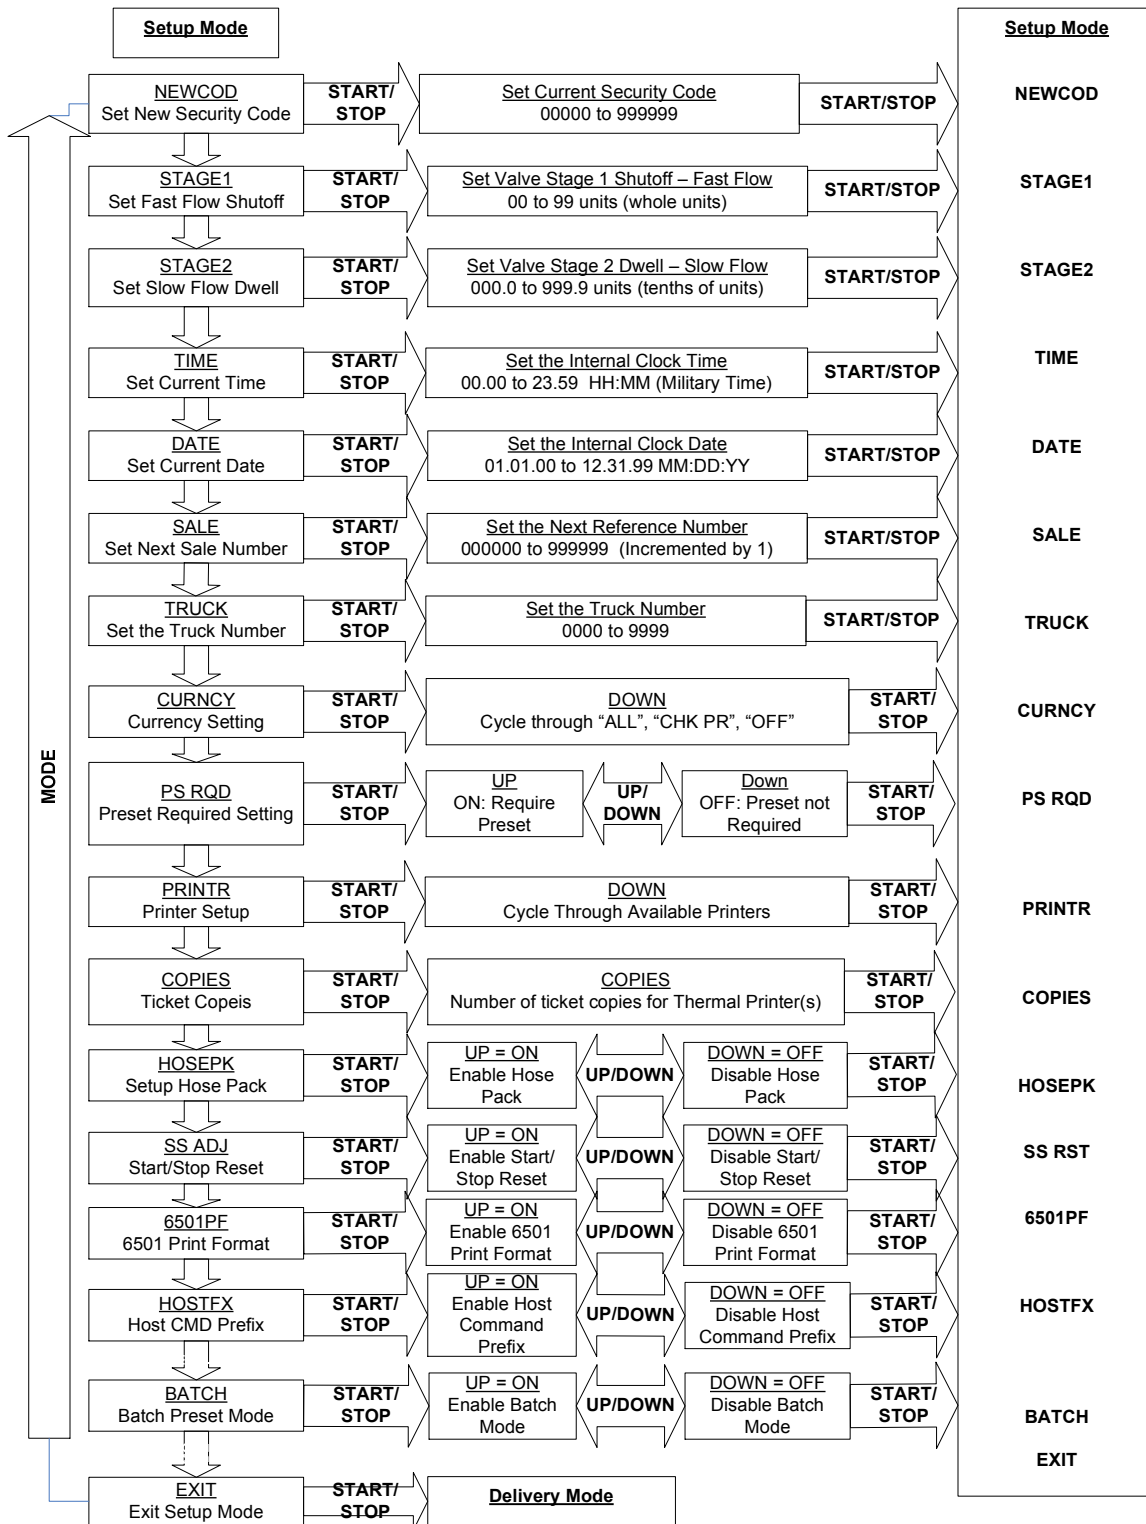 Setup Mode
Setup Mode
NEWCOD
Set New Security Code
START/
STOP
Set Current Security Code
00000 to 999999
START/STOP
NEWCOD
STAGE1
Set Fast Flow Shutoff
START/
STOP
Set Valve Stage 1 Shutoff – Fast Flow
00 to 99 units (whole units)
START/STOP
STAGE1
STAGE2
Set Slow Flow Dwell
START/
STOP
Set Valve Stage 2 Dwell – Slow Flow
000.0 to 999.9 units (tenths of units)
START/STOP
STAGE2
TIME
Set Current Time
START/
STOP
Set the Internal Clock Time
00.00 to 23.59 HH:MM (Military Time)
START/STOP
TIME
DATE
Set Current Date
START/
STOP
Set the Internal Clock Date
01.01.00 to 12.31.99 MM:DD:YY
START/STOP
DATE
SALE
Set Next Sale Number
START/
STOP
Set the Next Reference Number
000000 to 999999 (Incremented by 1)
START/STOP
SALE
TRUCK
Set the Truck Number
START/
STOP
Set the Truck Number
0000 to 9999
START/STOP
TRUCK
CURNCY
Currency Setting
START/
STOP
DOWN
Cycle through “ALL”, “CHK PR”, “OFF”
START/
STOP
CURNCY
MODE
PS RQD
Preset Required Setting
START/
STOP
UP
ON: Require
Preset
UP/
DOWN
Down
OFF: Preset not
Required
START/
STOP
PS RQD
PRINTR
Printer Setup
START/
STOP
DOWN
Cycle Through Available Printers
START/
STOP
PRINTR
COPIES
Ticket Copeis
START/
STOP
COPIES
Number of ticket copies for Thermal Printer(s)
START/
STOP
COPIES
HOSEPK
Setup Hose Pack
START/
STOP
UP = ON
Enable Hose
Pack
UP/DOWN
DOWN = OFF
Disable Hose
Pack
START/
STOP
HOSEPK
SS ADJ
Start/Stop Reset
START/
STOP
UP = ON
Enable Start/
Stop Reset
UP/DOWN
DOWN = OFF
Disable Start/
Stop Reset
START/
STOP
SS RST
6501PF
6501 Print Format
START/
STOP
UP = ON
Enable 6501
Print Format
UP/DOWN
DOWN = OFF
Disable 6501
Print Format
START/
STOP
6501PF
HOSTFX
Host CMD Prefix
START/
STOP
UP = ON
Enable Host
Command
Prefix
UP/DOWN
DOWN = OFF
Disable Host
Command Prefix
START/
STOP
HOSTFX
BATCH
Batch Preset Mode
START/
STOP
UP = ON
Enable Batch
Mode
UP/DOWN
DOWN = OFF
Disable Batch
Mode
START/
STOP
BATCH
EXIT
EXIT
Exit Setup Mode
START/
STOP
Delivery Mode